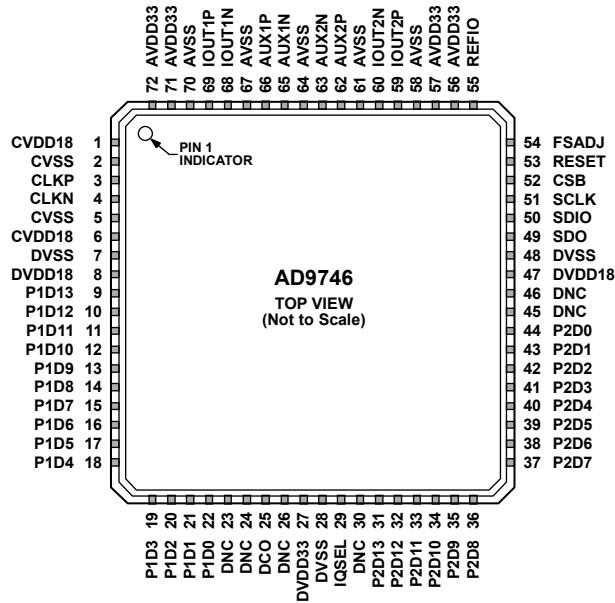 72 AVDD33
71 AVDD33
70 AVSS
69 IOUT1P
68 IOUT1N
67 AVSS
66 AUX1P
65 AUX1N
64 AVSS
63 AUX2N
62 AUX2P
61 AVSS
60 IOUT2N
59 IOUT2P
58 AVSS
57 AVDD33
56 AVDD33
55 REFIO
CVDD18 1
CVSS 2
CLKP 3
CLKN 4
CVSS 5
CVDD18 6
DVSS 7
DVDD18 8
P1D13 9
P1D12 10
P1D11 11
P1D10 12
P1D9 13
P1D8 14
P1D7 15
P1D6 16
P1D5 17
P1D4 18
PIN 1
INDICATOR
AD9746
TOP VIEW
(Not to Scale)
54 FSADJ
53 RESET
52 CSB
51 SCLK
50 SDIO
49 SDO
48 DVSS
47 DVDD18
46 DNC
45 DNC
44 P2D0
43 P2D1
42 P2D2
41 P2D3
40 P2D4
39 P2D5
38 P2D6
37 P2D7
P1D3 19
P1D2 20
P1D1 21
P1D0 22
DNC 23
DNC 24
DCO 25
DNC 26
DVDD33 27
DVSS 28
IQSEL 29
DNC 30
P2D13 31
P2D12 32
P2D11 33
P2D10 34
P2D9 35
P2D8 36